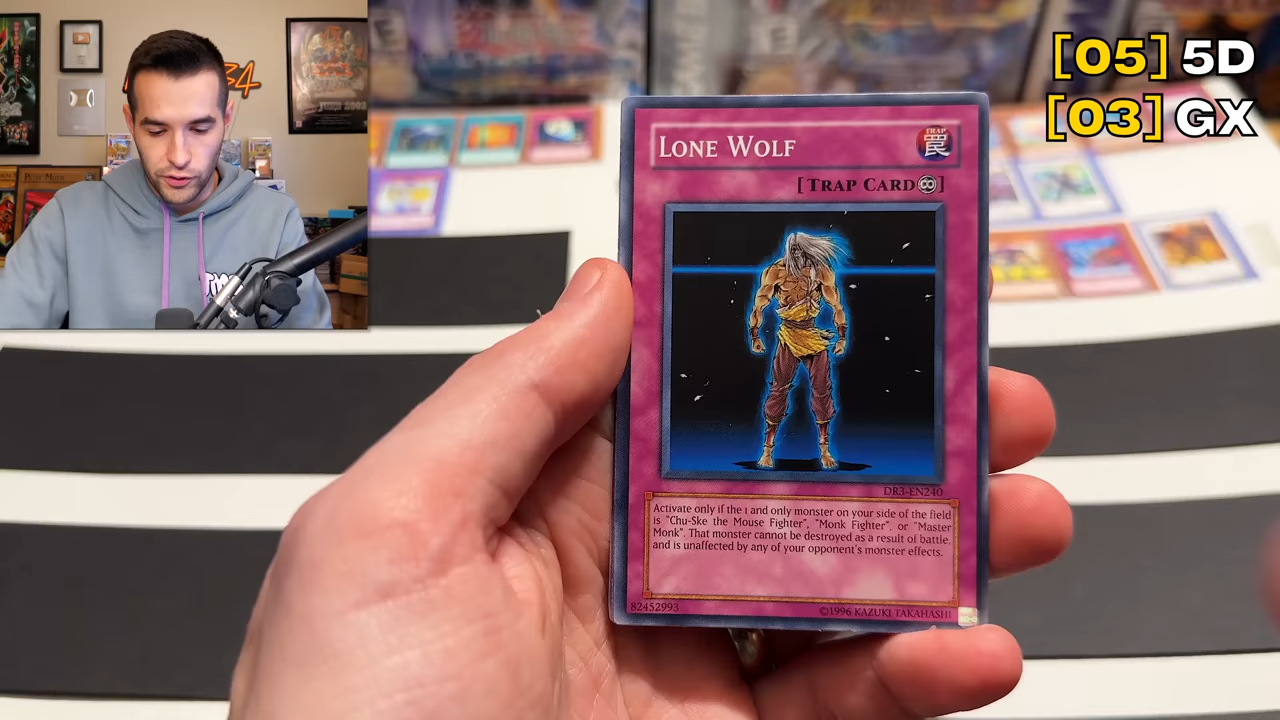 [05] 5D
[03] GX
LONE WOLF
TRAP
罠
[TRAP CARD]
DR3-EN240
Activate only if the 1 and only monster on your side of the field
is "Chu-Ske the Mouse Fighter", "Monk Fighter", or "Master
Monk". That monster cannot be destroyed as a result of battle,
and is unaffected by any of your opponent's monster effects.
82452993
©1996 KAZUKI TAKAHASHI